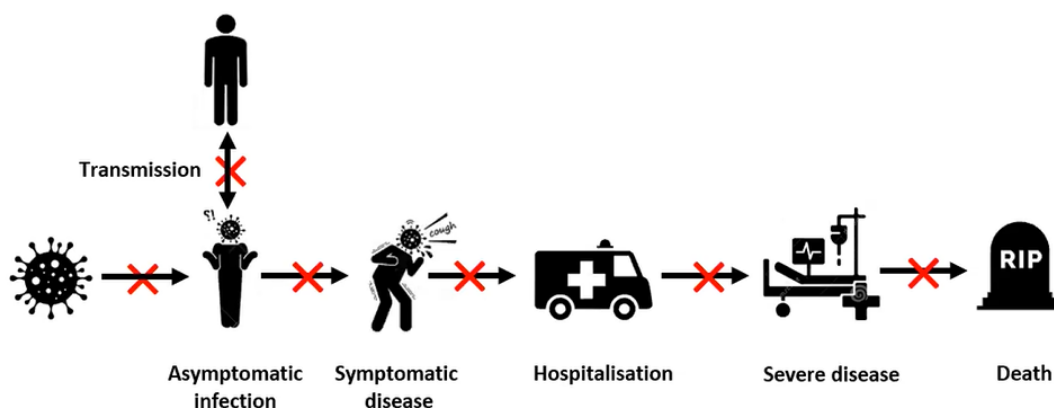 Transmission
?!
cough
RIP
Asymptomatic
infection
Symptomatic
disease
Hospitalisation
Severe disease
Death